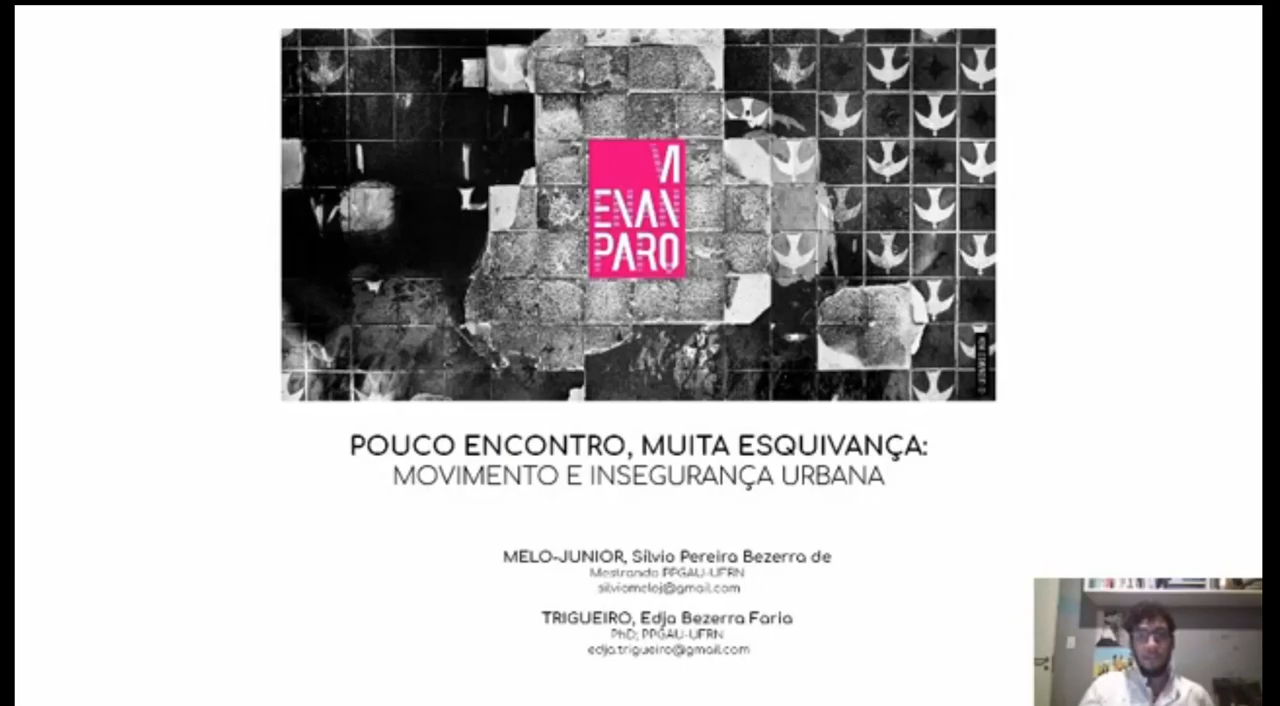 VI
ENAN
PARQ
POUCO ENCONTRO, MUITA ESQUIVANÇA:
MOVIMENTO E INSEGURANÇA URBANA
MELO-JUNIOR, Sílvio Pereira Bezerra de
Mestrando PPGAU-UFRN
silviomeloj@gmail.com
TRIGUEIRO, Edja Bezerra Faria
PhD; PPGAU-UFRN
edja.trigueiro@gmail.com